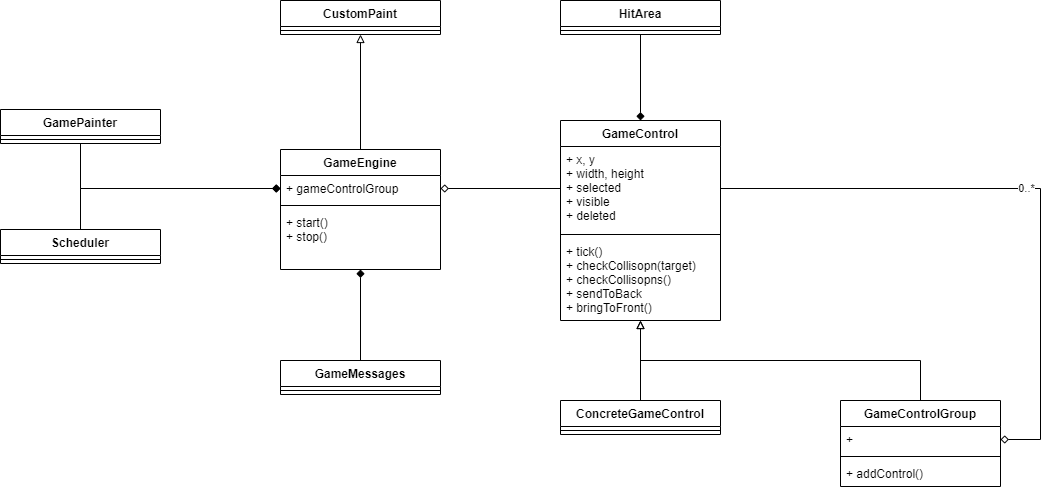 CustomPaint
HitArea
GamePainter
GameControl
+ x, y
+ width, height
+ selected
+ visible
+ deleted
+ tick()
+ checkCollisopn(target)
+ checkCollisopns()
+ sendToBack
+ bringToFront()
GameEngine
+ gameControlGroup
+ start()
+ stop()
0..*
Scheduler
GameMessages
ConcreteGameControl
GameControlGroup
+
+ addControl()